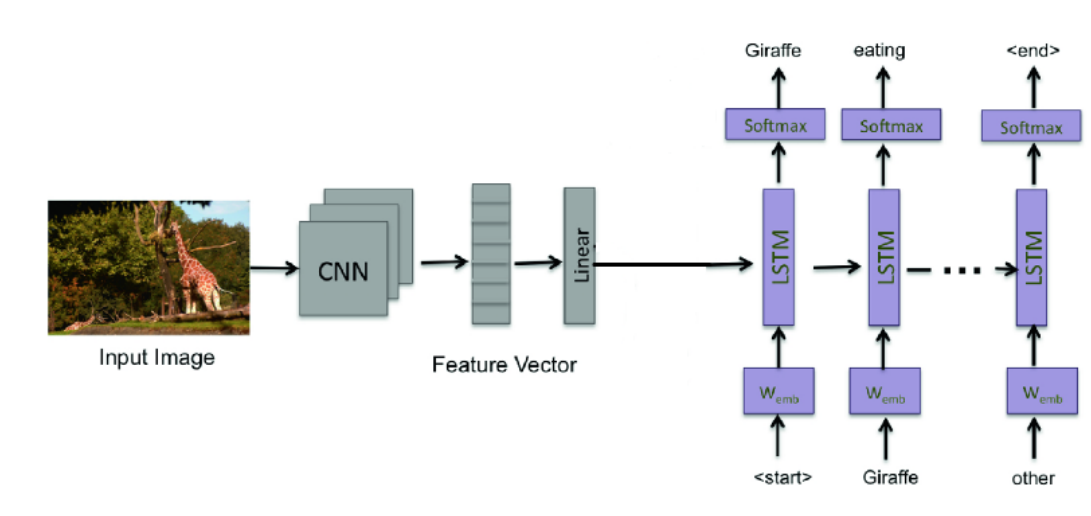 Giraffe eating <end>
Softmax Softmax Softmax
CNN Linear LSTM LSTM LSTM
Input Image
Feature Vector
Wemb Wemb Wemb
<start> Giraffe other